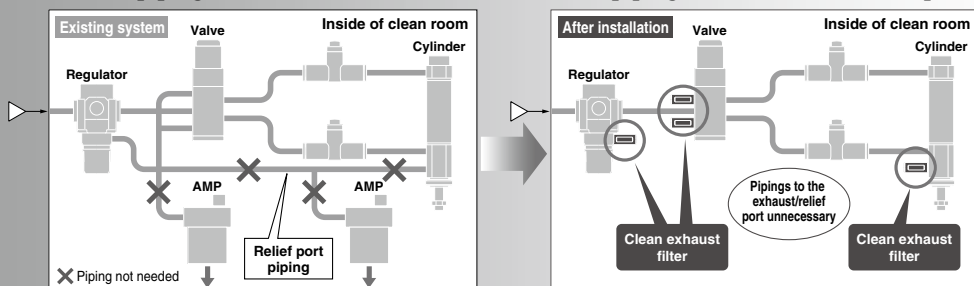 Existing system
Inside of clean room
Valve
Cylinder
Regulator
AMP
AMP
Relief port
piping
Piping not needed
After installation
Inside of clean room
Valve
Cylinder
Regulator
Pipings to the
exhaust/relief
port unnecessary
Clean exhaust
filter
Clean exhaust
filter